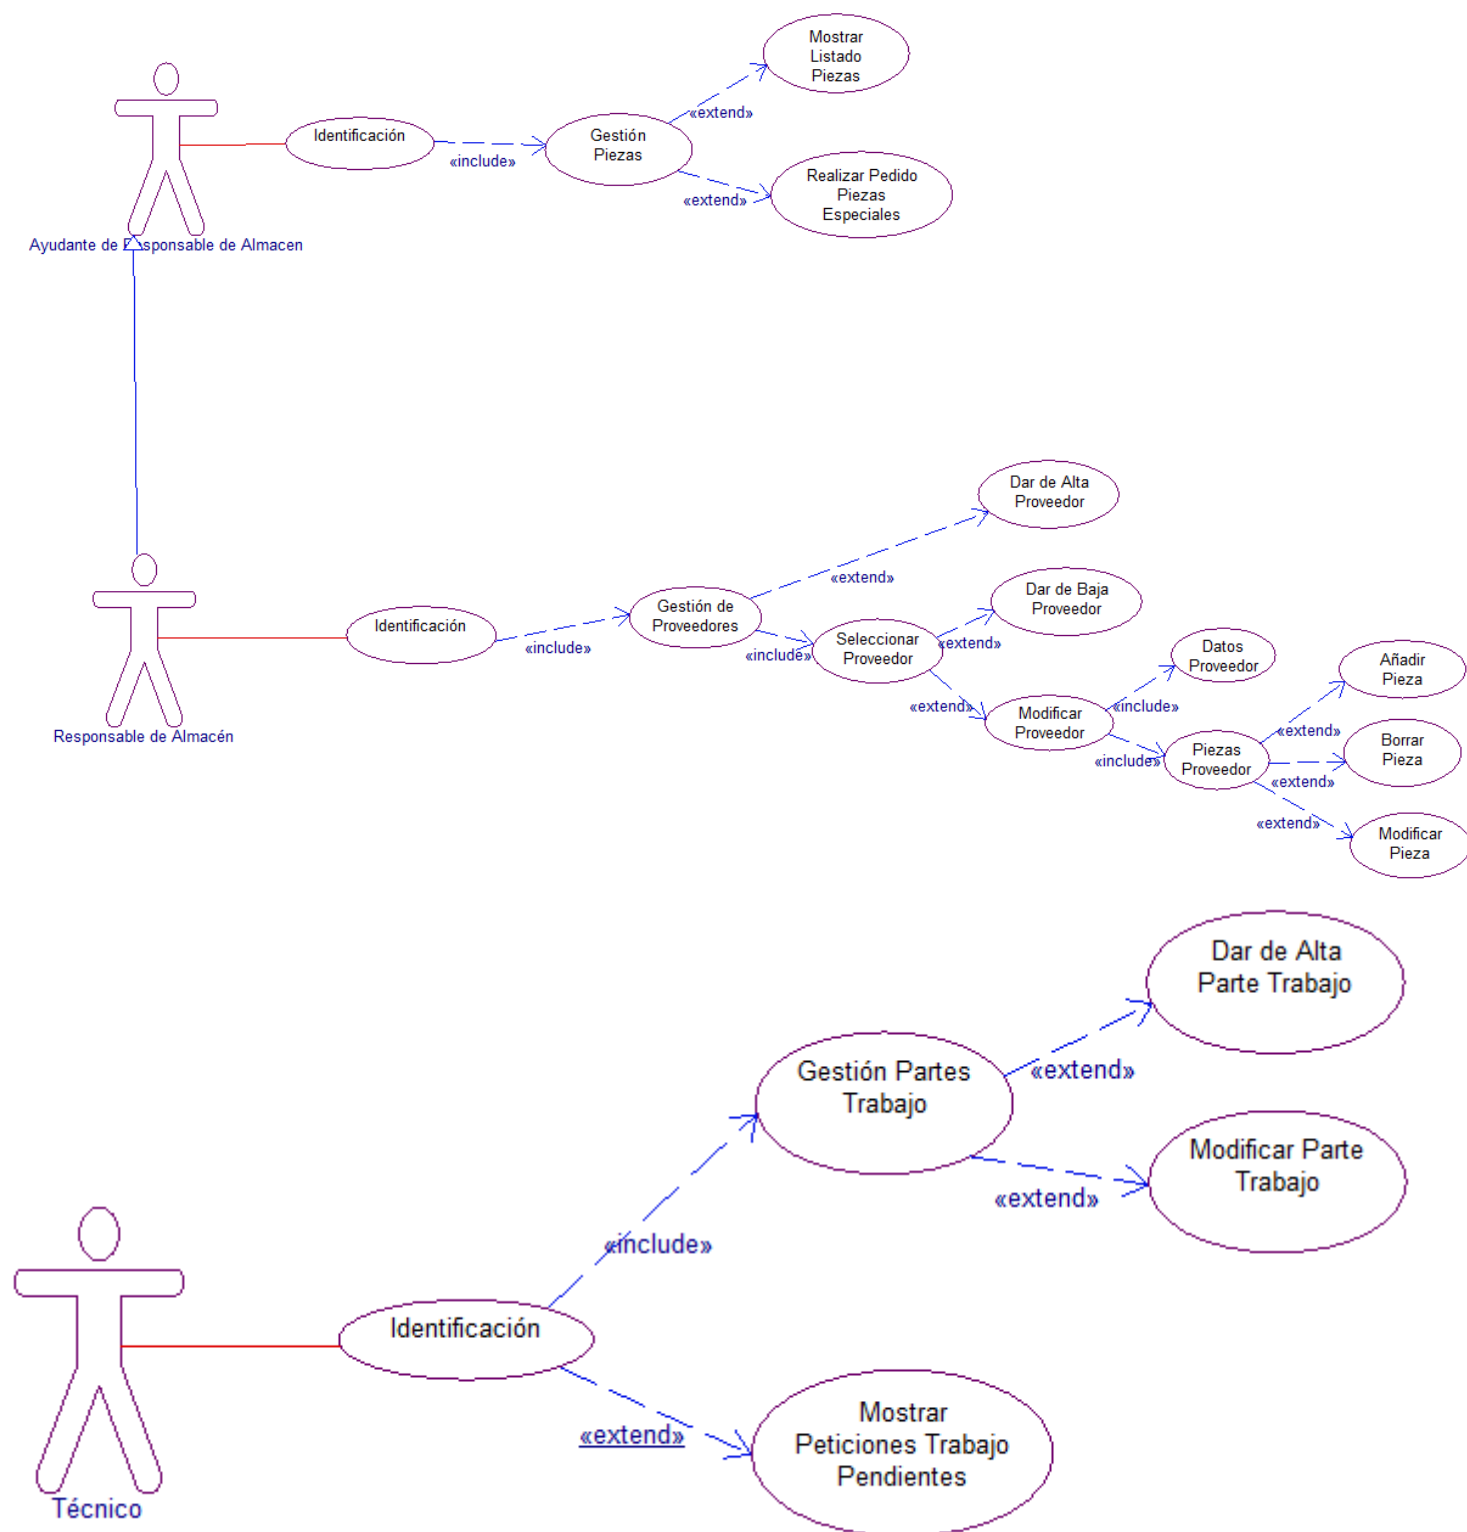 Mostrar
Listado
Piezas
«extend»
Identificación
«include»
Gestión
Piezas
«extend»
Realizar Pedido
Piezas
Especiales
Ayudante de Responsable de Almacen
Dar de Alta
Proveedor
«extend»
Identificación
«include»
Gestión de
Proveedores
«include»
Seleccionar
Proveedor
«extend»
Dar de Baja
Proveedor
«extend»
Modificar
Proveedor
«include»
Datos
Proveedor
«include»
Piezas
Proveedor
«extend»
Añadir
Pieza
«extend»
Borrar
Pieza
«extend»
Modificar
Pieza
Responsable de Almacén
Dar de Alta
Parte Trabajo
Gestión Partes
Trabajo
«extend»
Modificar Parte
Trabajo
«extend»
«include»
Identificación
«extend»
Mostrar
Peticiones Trabajo
Pendientes
Técnico